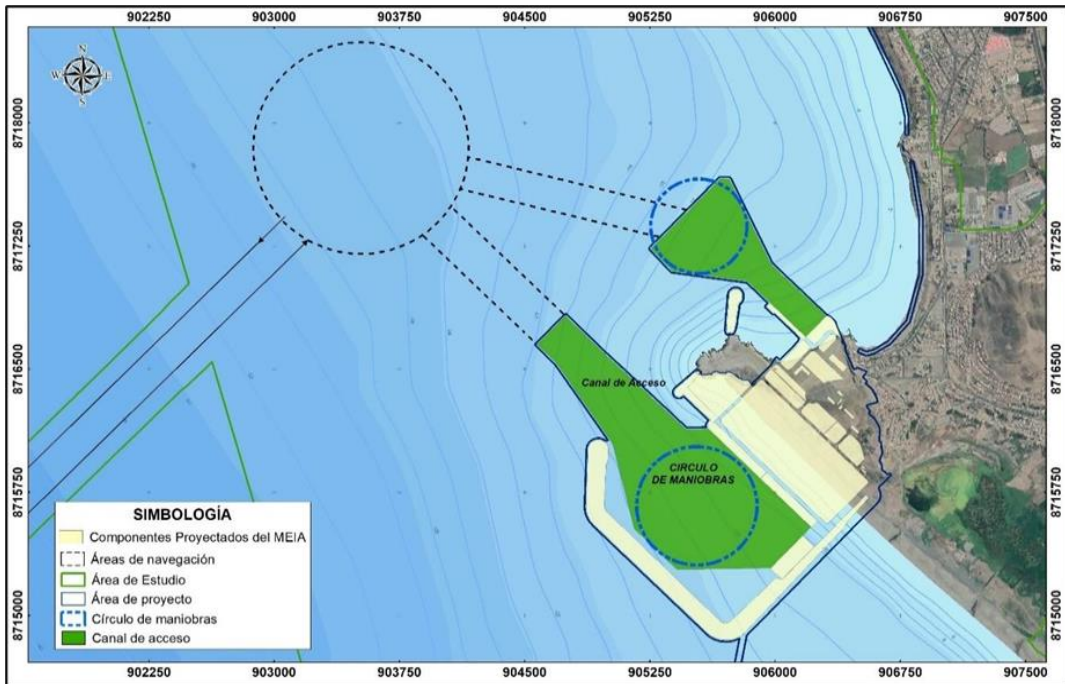 902250 903000 903750 904500 905250 906000 906750 907500
N
W E
S
8718000 8718000
8717250 8717250
8716500 8716500
8715750 8715750
8715000 8715000
Canal de Acceso
CIRCULO
DE MANIOBRAS
SIMBOLOGÍA
Componentes Proyectados del MEIA
Áreas de navegación
Área de Estudio
Área de proyecto
Círculo de maniobras
Canal de acceso
902250 903000 903750 904500 905250 906000 906750 907500